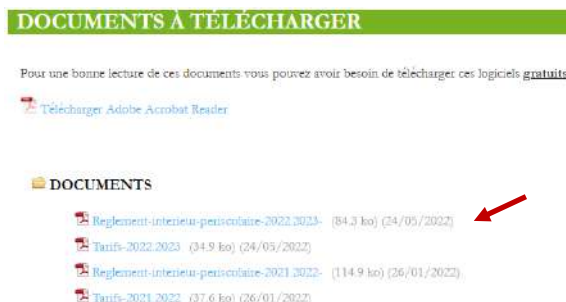 DOCUMENTS À TÉLÉCHARGER
Pour une bonne lecture de ces documents vous pouvez avoir besoin de télécharger ces logiciels gratuits
Télécharger Adobe Acrobat Reader
DOCUMENTS
Reglement-interieur-periscolaire-2022.2023- (84.3 ko) (24/05/2022)
Tarifs-2022.2023 (34.9 ko) (24/05/2022)
Reglement-interieur-periscolaire-2021.2022- (114.9 ko) (26/01/2022)
Tarifs-2021.2022 (37.6 ko) (26/01/2022)